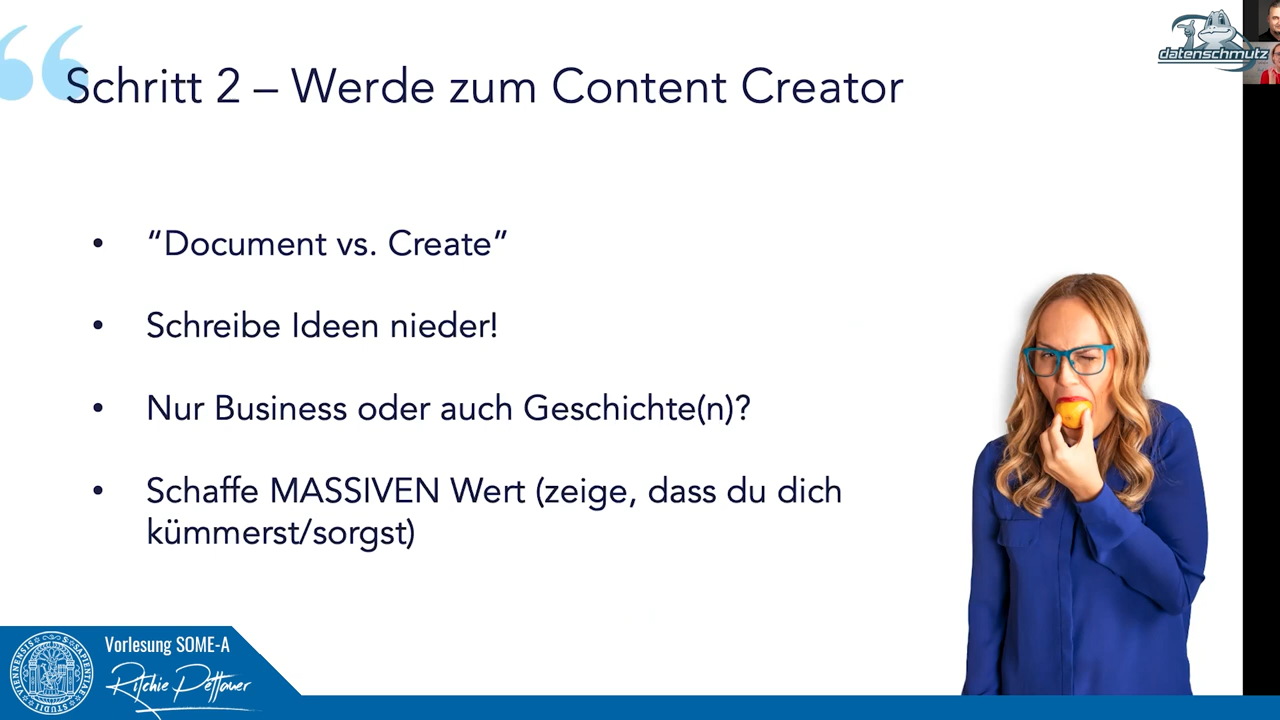 datenschmutz
Schritt 2 – Werde zum Content Creator
• “Document vs. Create”
• Schreibe Ideen nieder!
• Nur Business oder auch Geschichte(n)?
• Schaffe MASSIVEN Wert (zeige, dass du dich
kümmerst/sorgst)
Vorlesung SOME-A
Ritchie Pettauer